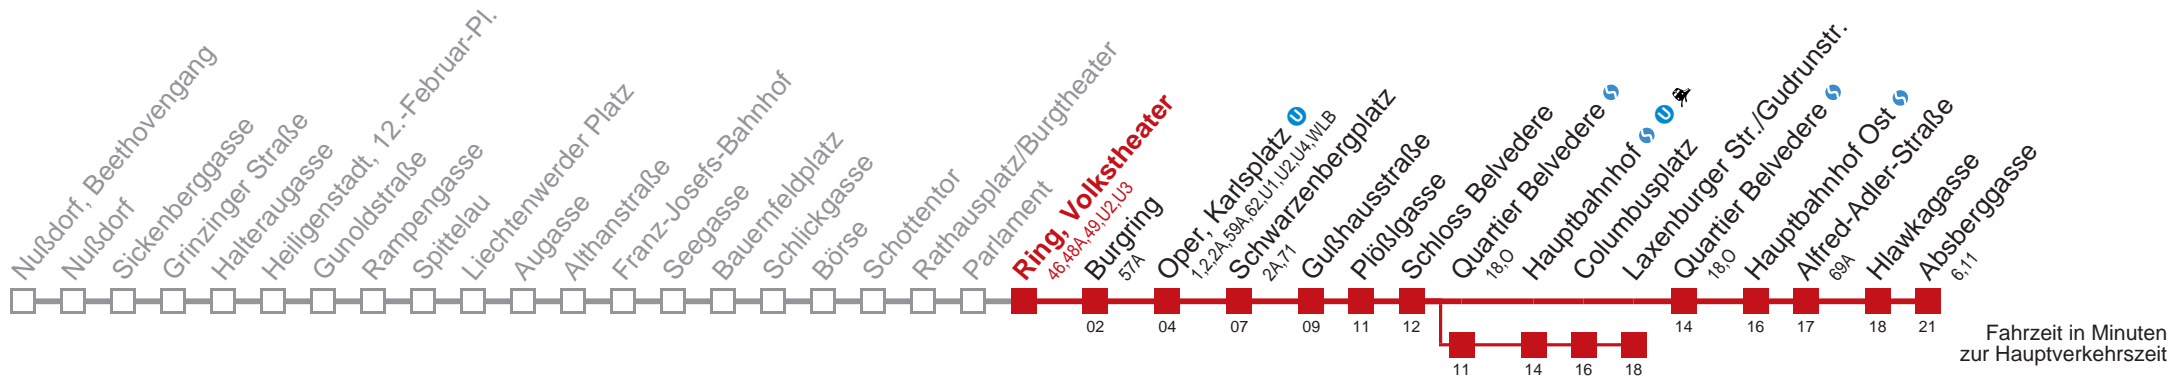 Nußdorf, Beethovengang
Nußdorf
Sickenberggasse
Grinzinger Straße
Halteraugasse
Heiligenstadt, 12.-Februar-Pl.
Gunoldstraße
Rampengasse
Spittelau
Liechtenwerder Platz
Augasse
Althanstraße
Franz-Josefs-Bahnhof
Seegasse
Bauernfeldplatz
Schlickgasse
Börse
Schottentor
Rathausplatz/Burgtheater
Parlament
Ring, Volkstheater
46,48A,49,U2,U3
Burgring
57A
Oper, Karlsplatz U
1,2,2A,59A,62,U1,U2,U4,WLB
Schwarzenbergplatz
2A,71
Gußhausstraße
Plößlgasse
Schloss Belvedere
Quartier Belvedere S
18,O
Hauptbahnhof S U
Columbusplatz
Laxenburger Str./Gudrunstr.
Quartier Belvedere S
18,O
Hauptbahnhof Ost S
Alfred-Adler-Straße
69A
Hlawkagasse
Absberggasse
6,11
02 04 07 09 11 12 14 16 17 18 21
11 14 16 18
Fahrzeit in Minuten
zur Hauptverkehrszeit